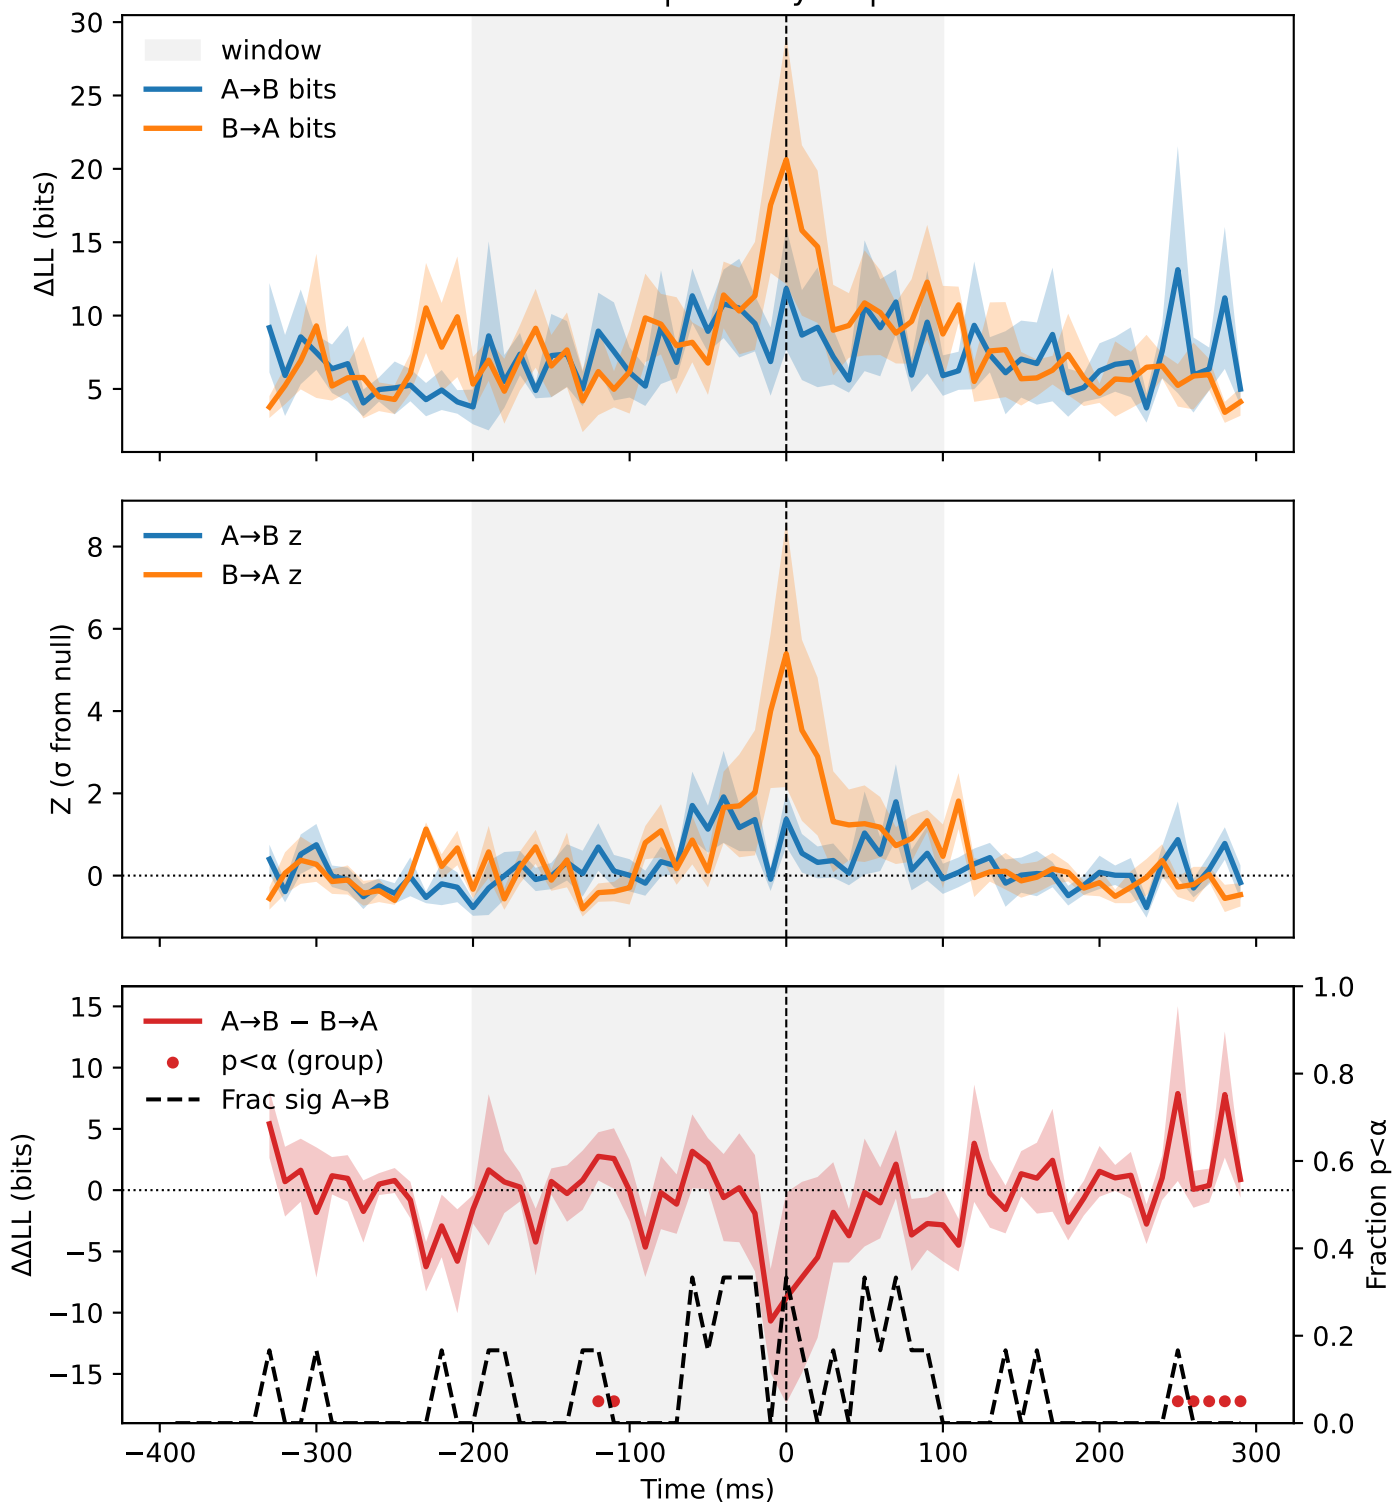 30
25
20
15
10
5
ΔLL (bits)
window
A→B bits
B→A bits
8
6
4
2
0
Z (σ from null)
A→B z
B→A z
15
10
5
0
−5
−10
−15
ΔΔLL (bits)
A→B − B→A
p<α (group)
Frac sig A→B
1.0
0.8
0.6
0.4
0.2
0.0
Fraction p<α
−400 −300 −200 −100 0 100 200 300
Time (ms)